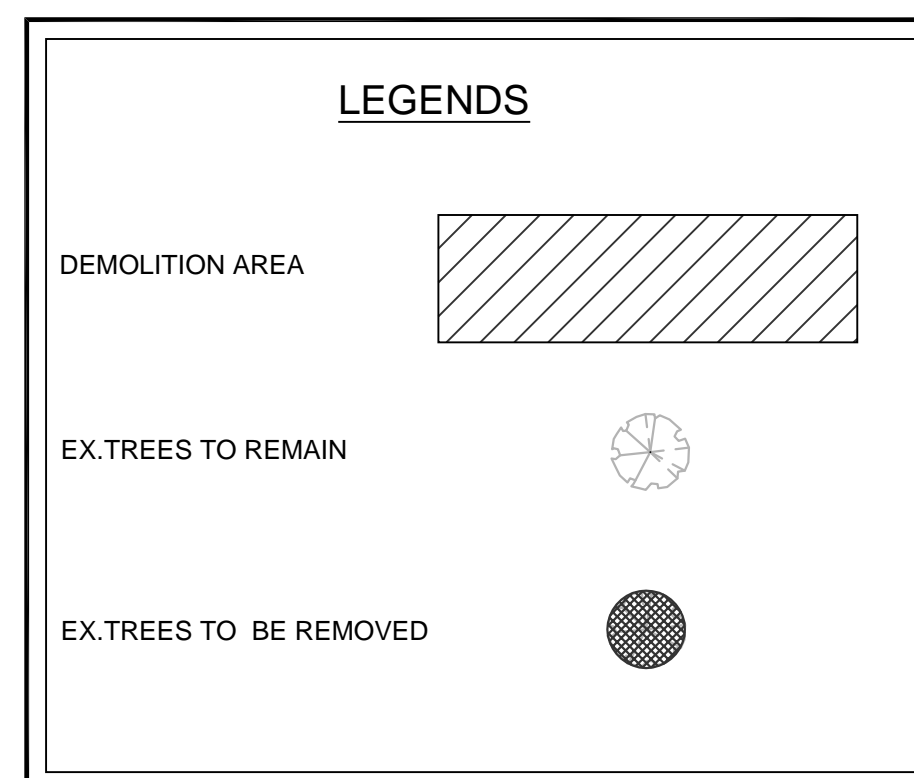 LEGENDS
DEMOLITION AREA
EX.TREES TO REMAIN
EX.TREES TO  BE REMOVED